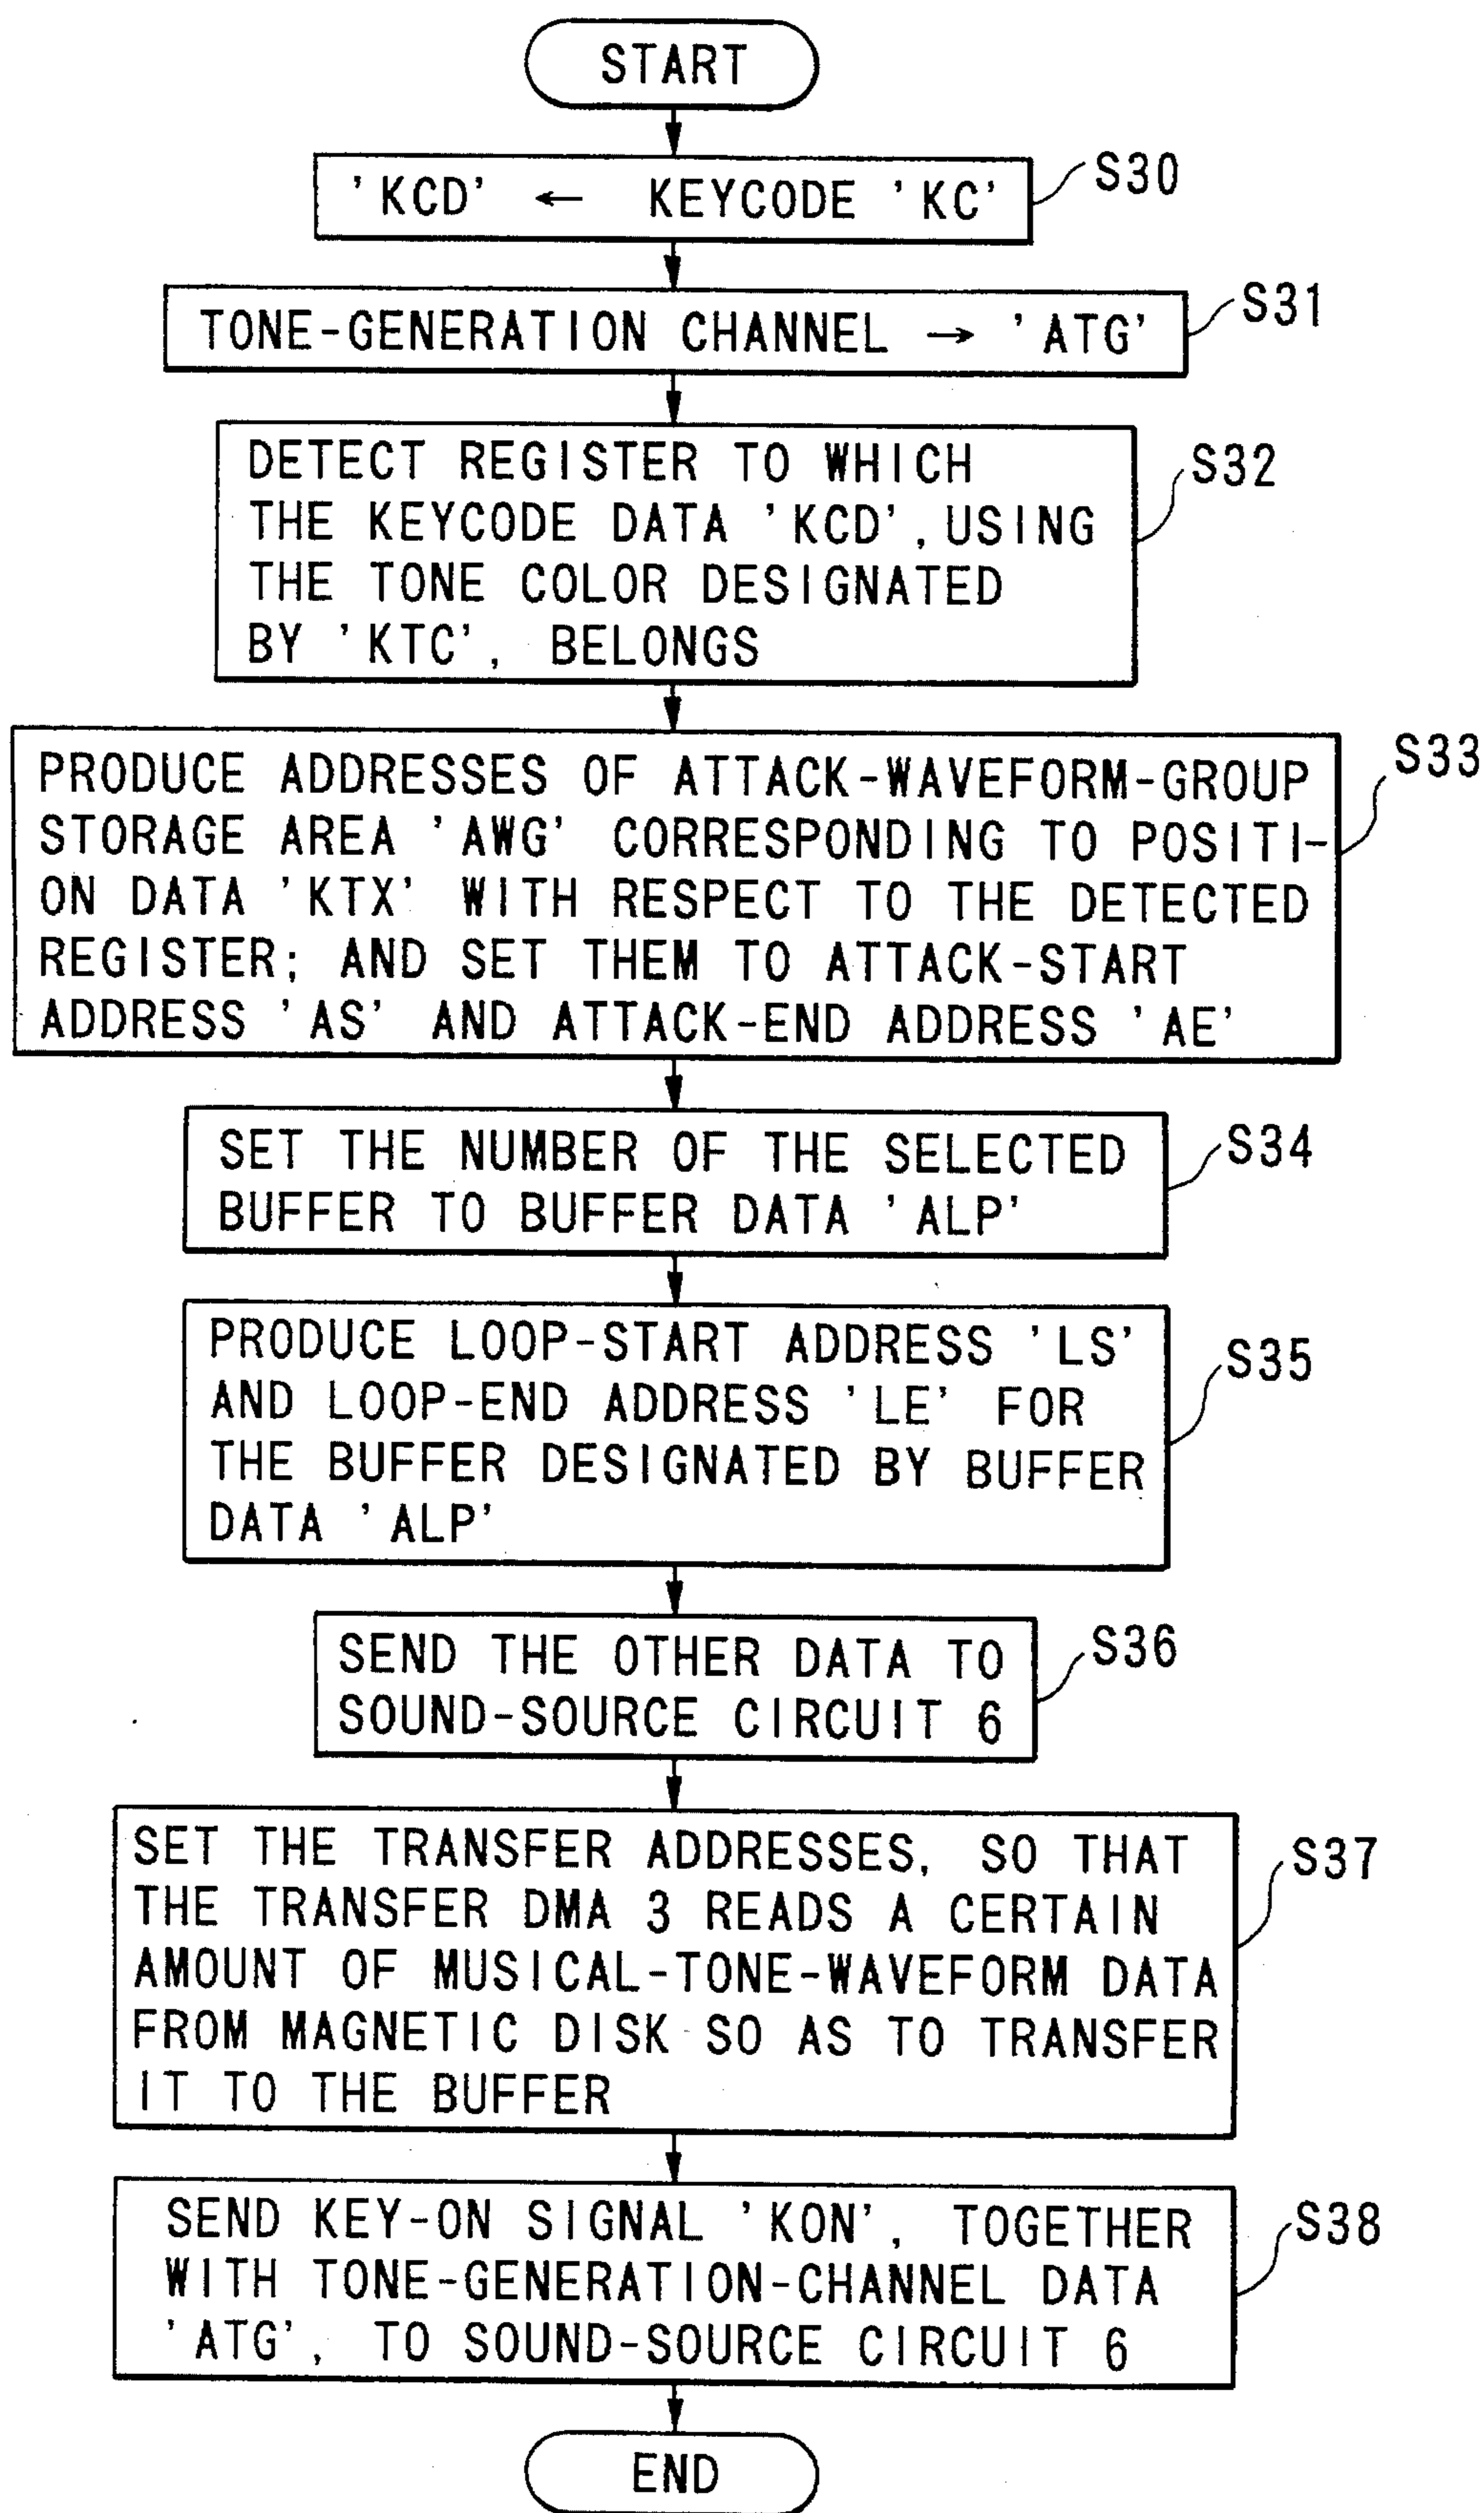 START
'KCD' ← KEYCODE 'KC'
S30
TONE-GENERATION CHANNEL → 'ATG'
S31
DETECT REGISTER TO WHICH
THE KEYCODE DATA 'KCD', USING
THE TONE COLOR DESIGNATED
BY 'KTC', BELONGS
S32
PRODUCE ADDRESSES OF ATTACK-WAVEFORM-GROUP
STORAGE AREA 'AWG' CORRESPONDING TO POSITI-
ON DATA 'KTX' WITH RESPECT TO THE DETECTED
REGISTER; AND SET THEM TO ATTACK-START
ADDRESS 'AS' AND ATTACK-END ADDRESS 'AE'
S33
SET THE NUMBER OF THE SELECTED
BUFFER TO BUFFER DATA 'ALP'
S34
PRODUCE LOOP-START ADDRESS 'LS'
AND LOOP-END ADDRESS 'LE' FOR
THE BUFFER DESIGNATED BY BUFFER
DATA 'ALP'
S35
SEND THE OTHER DATA TO
SOUND-SOURCE CIRCUIT 6
S36
SET THE TRANSFER ADDRESSES, SO THAT
THE TRANSFER DMA 3 READS A CERTAIN
AMOUNT OF MUSICAL-TONE-WAVEFORM DATA
FROM MAGNETIC DISK SO AS TO TRANSFER
IT TO THE BUFFER
S37
SEND KEY-ON SIGNAL 'KON', TOGETHER
WITH TONE-GENERATION-CHANNEL DATA
'ATG', TO SOUND-SOURCE CIRCUIT 6
S38
END